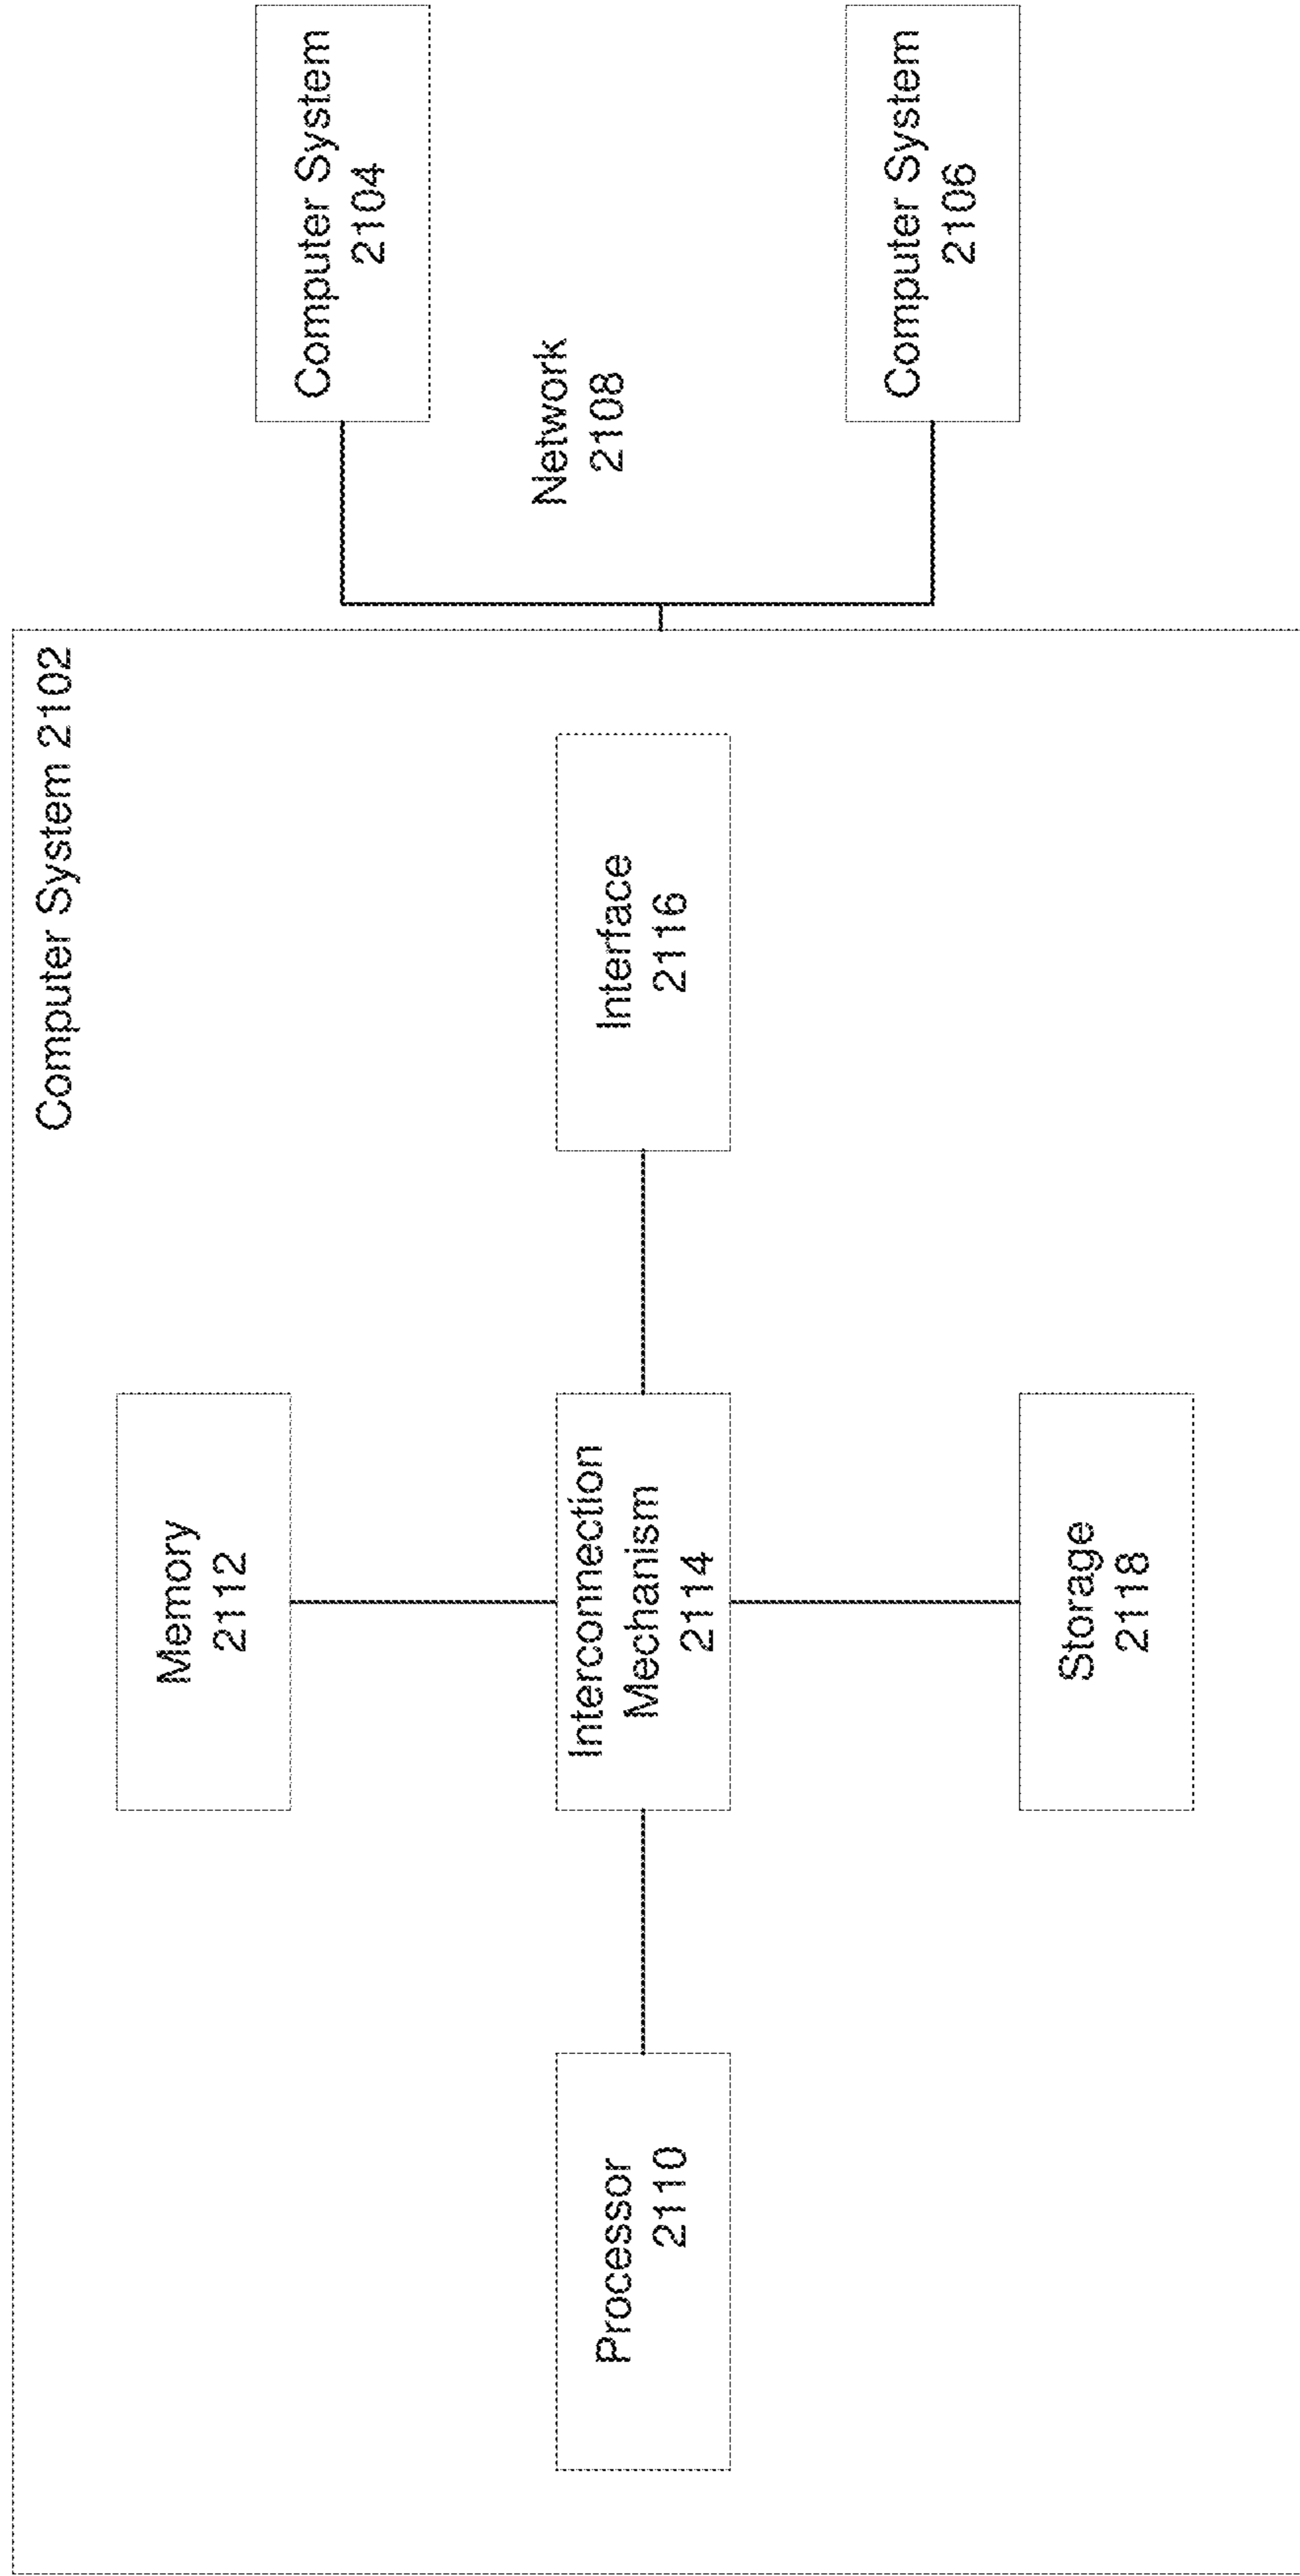 Computer System 2102
Memory
2112
Processor
2110
Interconnection
Mechanism
2114
Interface
2116
Storage
2118
Computer System
2104
Network
2108
Computer System
2106